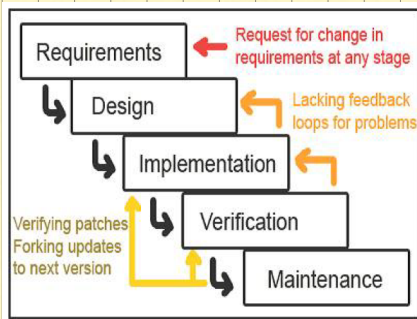 Requirements
Request for change in
requirements at any stage
Design
Lacking feedback
loops for problems
Implementation
Verification
Verifying patches
Forking updates
to next version
Maintenance